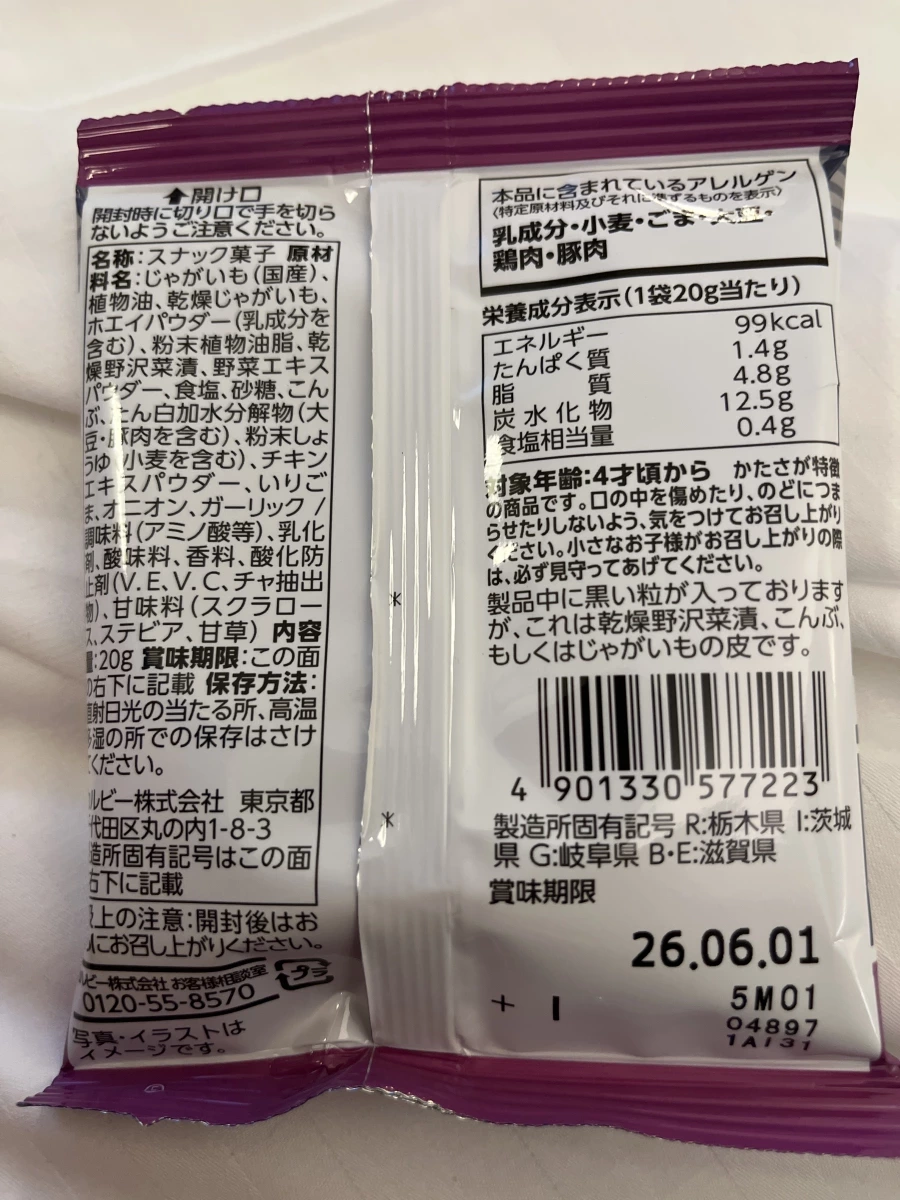 開け口
開封時に切り口で手を切ら
ないようご注意ください。
名称:スナック菓子 原材
料名:じゃがいも(国産)、
植物油、乾燥じゃがいも、
ホエイパウダー(乳成分を
含む)、粉末植物油脂、乾
燥野沢菜漬、野菜エキス
パウダー、食塩、砂糖、こん
ぶ、たん白加水分解物(大
豆・豚肉を含む)、粉末しょ
うゆ(小麦を含む)、チキン
エキスパウダー、いりご
ま、オニオン、ガーリック/
調味料(アミノ酸等)、乳化
剤、酸味料、香料、酸化防
止剤(V.E、V.C、チャ抽出
物)、甘味料(スクラロー
ス、ステビア、甘草) 内容
:20g 賞味期限:この面
の右下に記載 保存方法:
直射日光の当たる所、高温
多湿の所での保存はさけ
ください。
ルビー株式会社 東京都
代田区丸の内1-8-3
造所固有記号はこの面
右下に記載
上の注意:開封後はお
にお召し上がりください。
ルビー株式会社 お客様相談室
0120-55-8570
プラ
写真・イラストは
イメージです。
本品に含まれているアレルゲン
〈特定原材料及びそれに準ずるものを表示〉
乳成分・小麦・ごま・大豆・
鶏肉・豚肉
栄養成分表示(1袋20g当たり)
エネルギー 99kcal
たんぱく質 1.4g
脂質 4.8g
炭水化物 12.5g
食塩相当量 0.4g
対象年齢:4才頃から かたさが特徴
の商品です。口の中を傷めたり、のどにつま
らせたりしないよう、気をつけてお召し上がり
ください。小さなお子様がお召し上がりの際
は、必ず見守ってあげてください。
製品中に黒い粒が入っております
が、これは乾燥野沢菜漬、こんぶ、
もしくはじゃがいもの皮です。
4 901330 577223
製造所固有記号 R:栃木県 I:茨城
県 G:岐阜県 B・E:滋賀県
賞味期限
26.06.01
+ I
5M01
04897
1A131